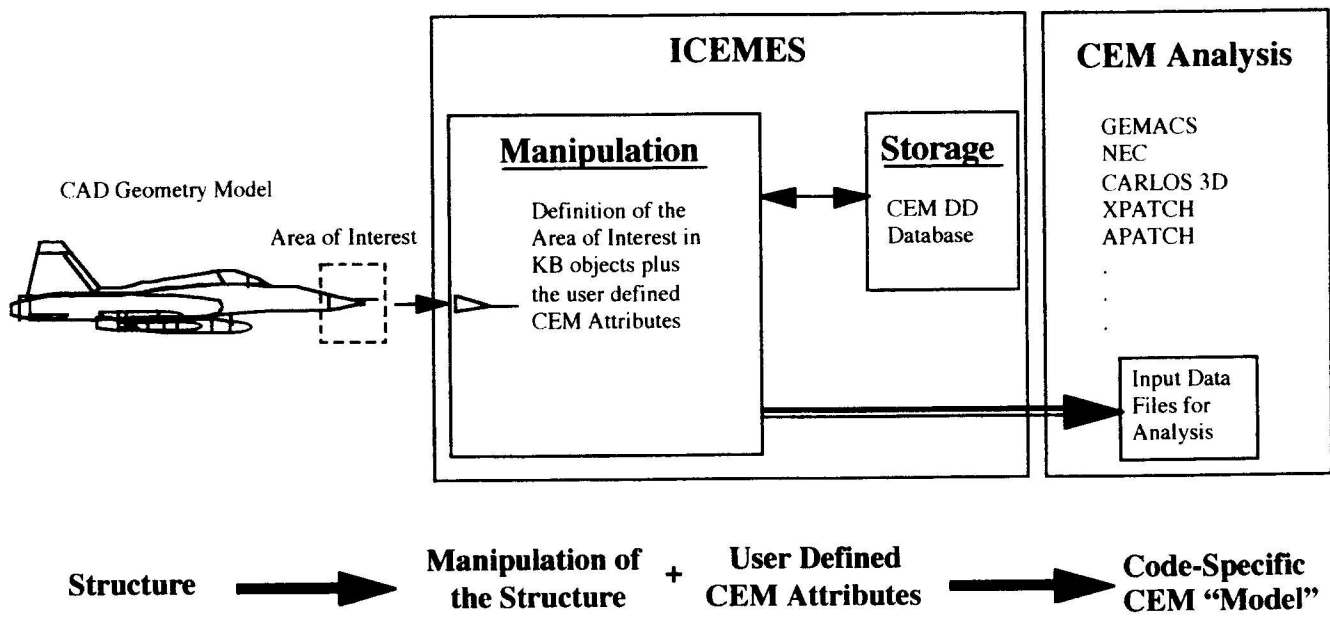 ICEMES
CEM Analysis
GEMACS
NEC
CARLOS 3D
XPATCH
APATCH
.
.
.
Manipulation
Definition of the
Area of Interest in
KB objects plus
the user defined
CEM Attributes
Storage
CEM DD
Database
CAD Geometry Model
Area of Interest
Input Data
Files for
Analysis
Structure
Manipulation of
the Structure
+
User Defined
CEM Attributes
Code-Specific
CEM “Model”